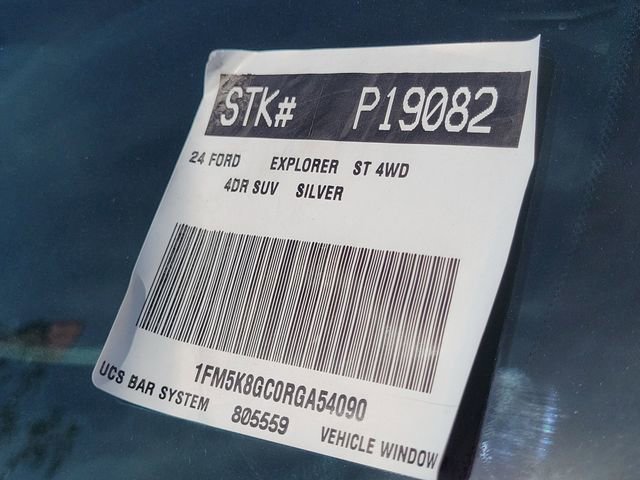 STK# P19082
24 FORD EXPLORER ST 4WD
4DR SUV SILVER
1FM5K8GC0RGA54090
UCS BAR SYSTEM 805559 VEHICLE WINDOW